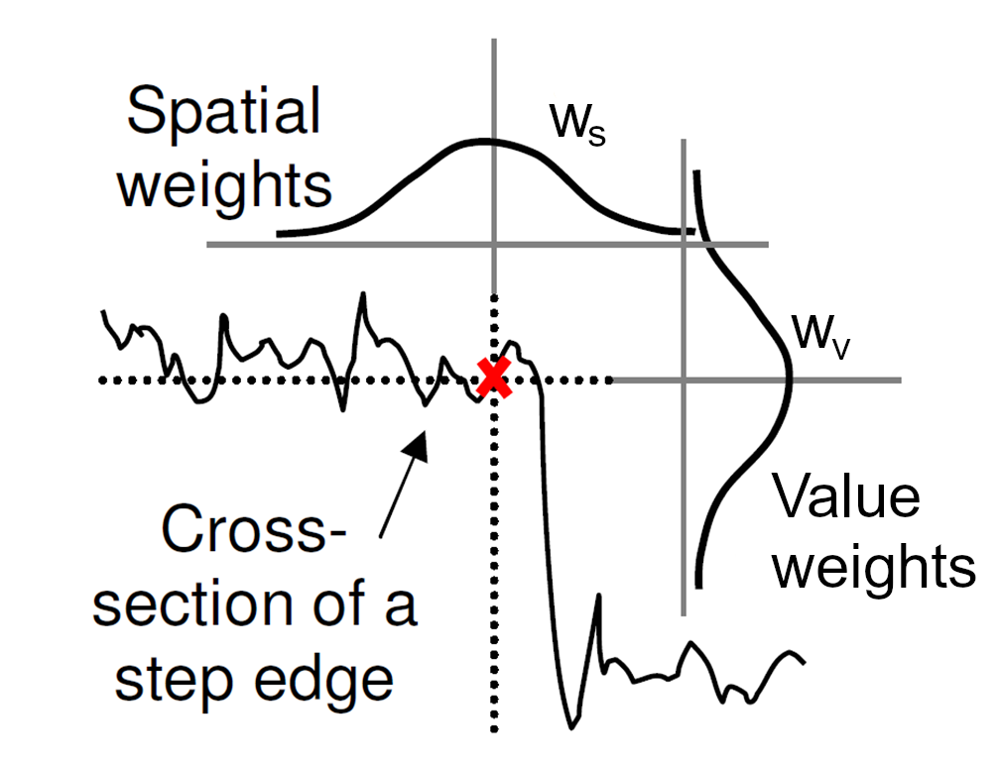 Spatial
weights
w_s
w_v
Value
weights
Cross-
section of a
step edge